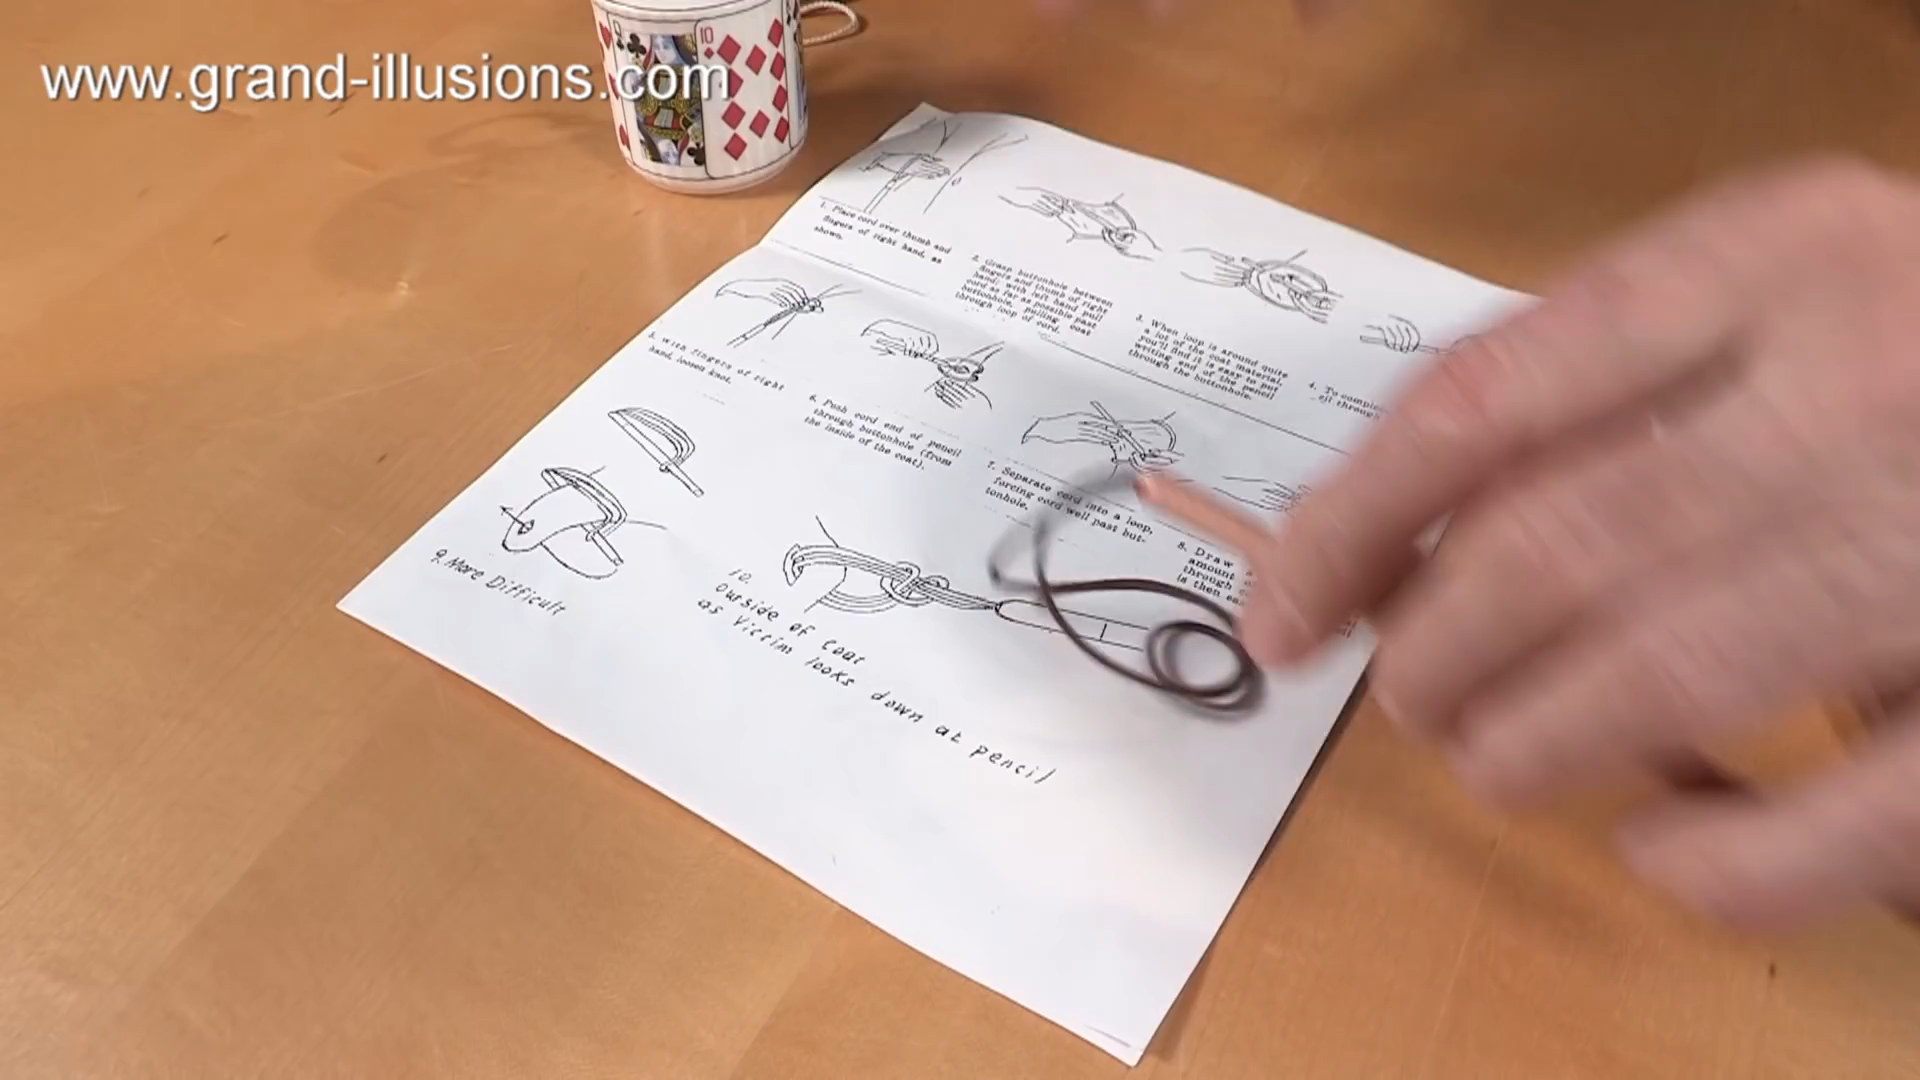 www.grand-illusions.com
10
1. Place cord over thumb and
fingers of right hand, as
shown.
2. Grasp buttonhole between
fingers and thumb of right
hand; with left hand pull
cord as far as possible past
buttonhole, pulling coat
through loop of cord.
3. When loop is around quite
a lot of the coat material,
you'll find it is easy to put
writing end of the pencil
through the buttonhole.
4. To
through
5. With fingers of right
hand, loosen knot.
6. Push cord end of pencil
through buttonhole (from
the inside of the coat).
7. Separate cord into a loop,
forcing cord well past but-
tonhole.
8. Draw
amount
through
is then
9. More Difficult
10.
Outside of Coat
as Victim looks down at pencil